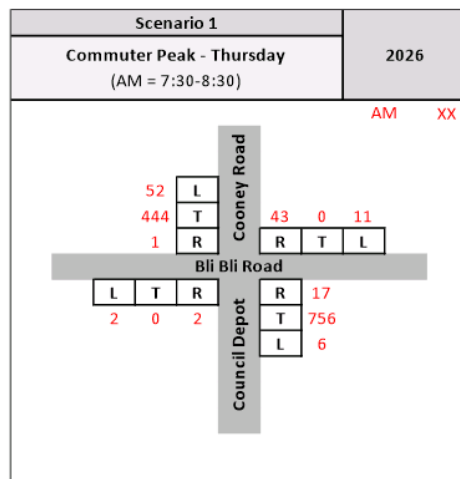 Scenario 1
Commuter Peak - Thursday
(AM = 7:30-8:30)
2026
AM XX
Cooney Road
52 L
444 T
1 R
43 0 11
R T L
Bli Bli Road
L T R
2 0 2
R 17
T 756
L 6
Council Depot